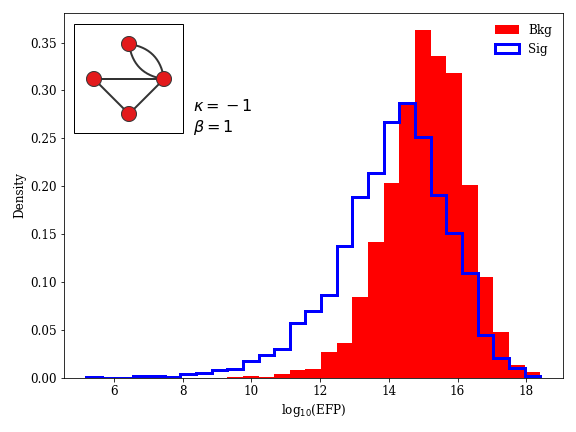 κ = −1
β = 1
Bkg
Sig
Density
0.35
0.30
0.25
0.20
0.15
0.10
0.05
0.00
6 8 10 12 14 16 18
log₁₀(EFP)